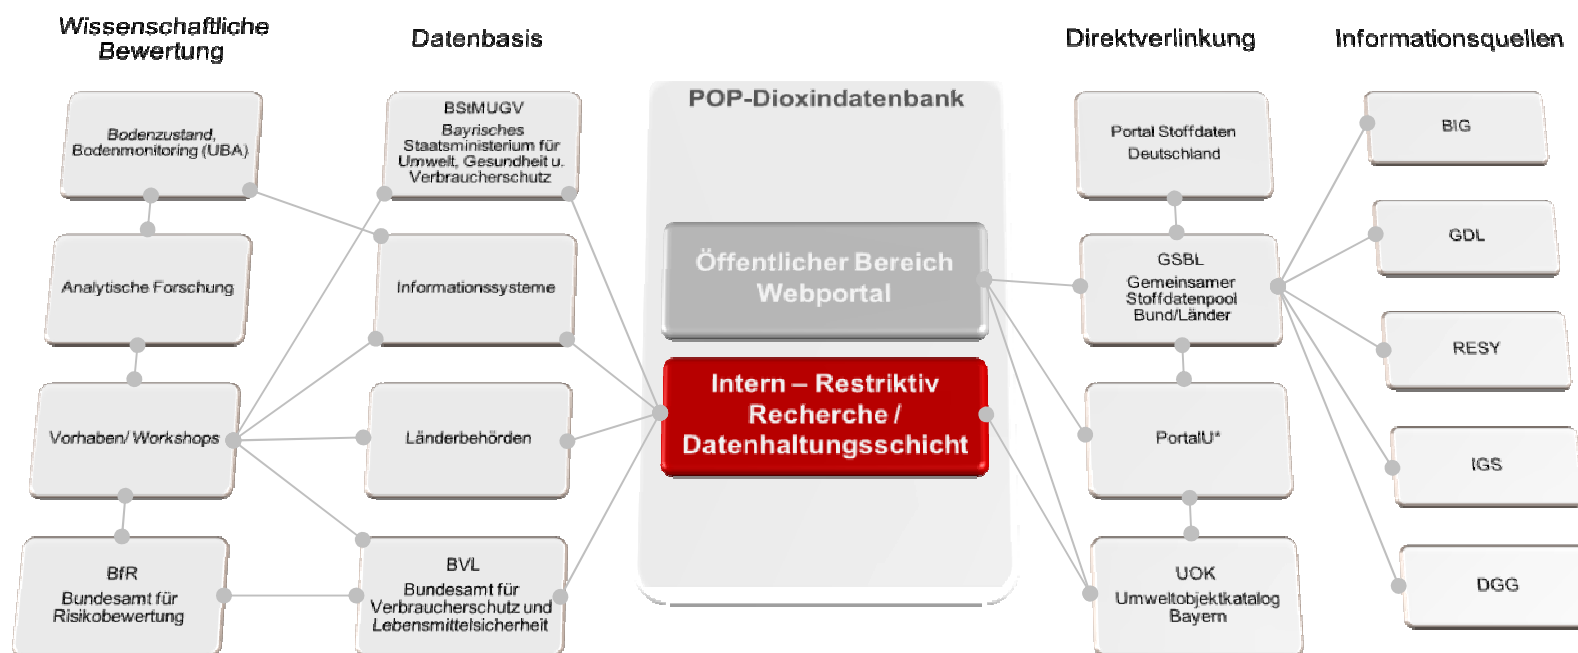 Wissenschaftliche
Bewertung
Bodenzustand,
Bodenmonitoring (UBA)
Analytische Forschung
Vorhaben/ Workshops
BfR
Bundesamt für
Risikobewertung
Datenbasis
BStMUGV
Bayrisches
Staatsministerium für
Umwelt, Gesundheit u.
Verbraucherschutz
Informationssysteme
Länderbehörden
BVL
Bundesamt für
Verbraucherschutz und
Lebensmittelsicherheit
POP-Dioxindatenbank
Öffentlicher Bereich
Webportal
Intern – Restriktiv
Recherche /
Datenhaltungsschicht
Direktverlinkung
Portal Stoffdaten
Deutschland
GSBL
Gemeinsamer
Stoffdatenpool
Bund/Länder
PortalU*
UOK
Umweltobjektkatalog
Bayern
Informationsquellen
BIG
GDL
RESY
IGS
DGG